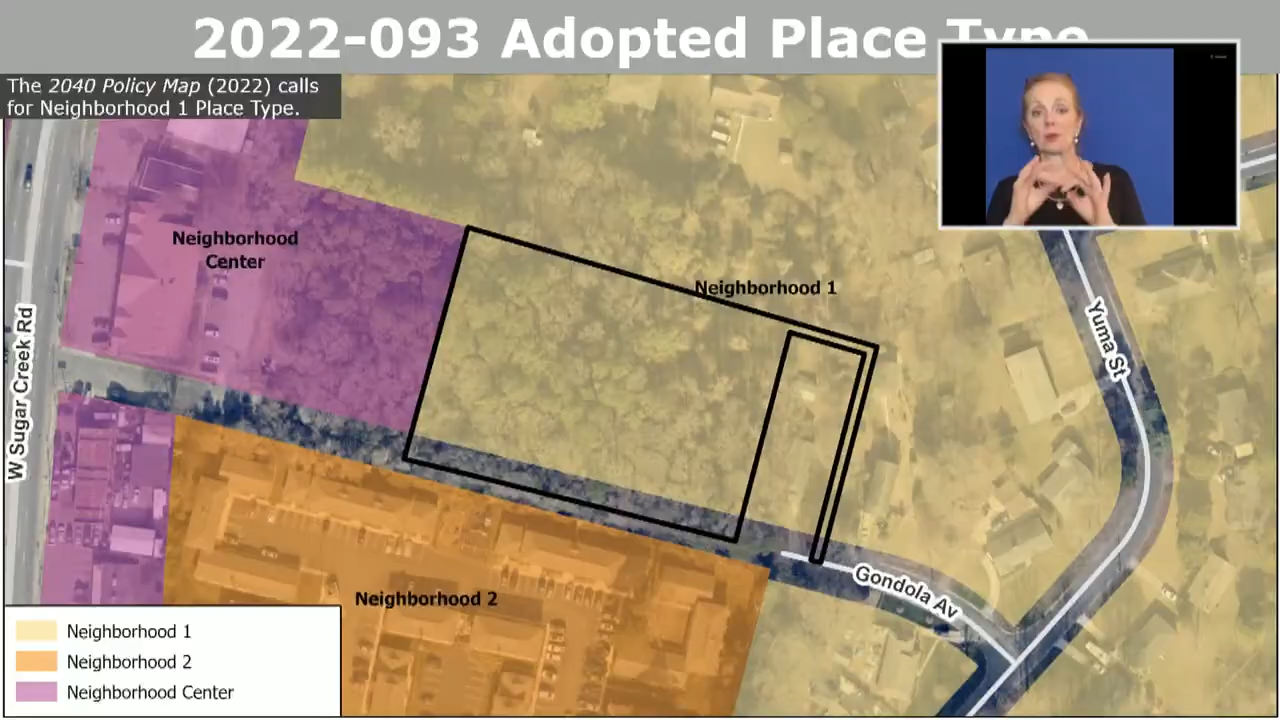 2022-093 Adopted Place Type
The 2040 Policy Map (2022) calls
for Neighborhood 1 Place Type.
Neighborhood
Center
Neighborhood 1
Yuma St
W Sugar Creek Rd
Gondola Av
Neighborhood 2
Neighborhood 1
Neighborhood 2
Neighborhood Center